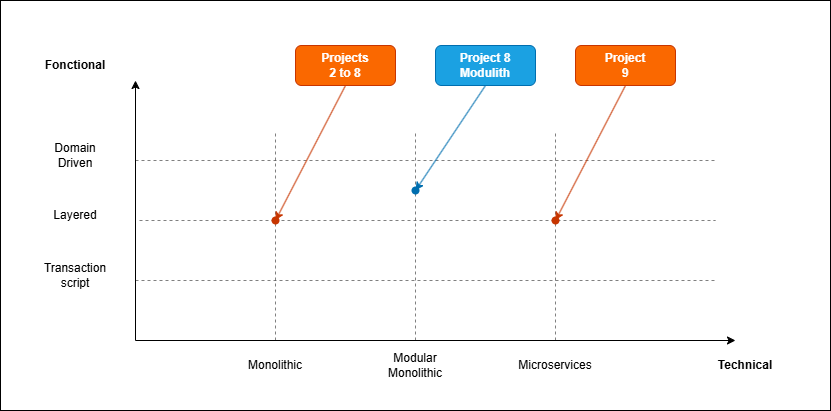 Projects
2 to 8
Project 8
Modulith
Project
9
Fonctional
Domain
Driven
Layered
Transaction
script
Monolithic
Modular
Monolithic
Microservices
Technical